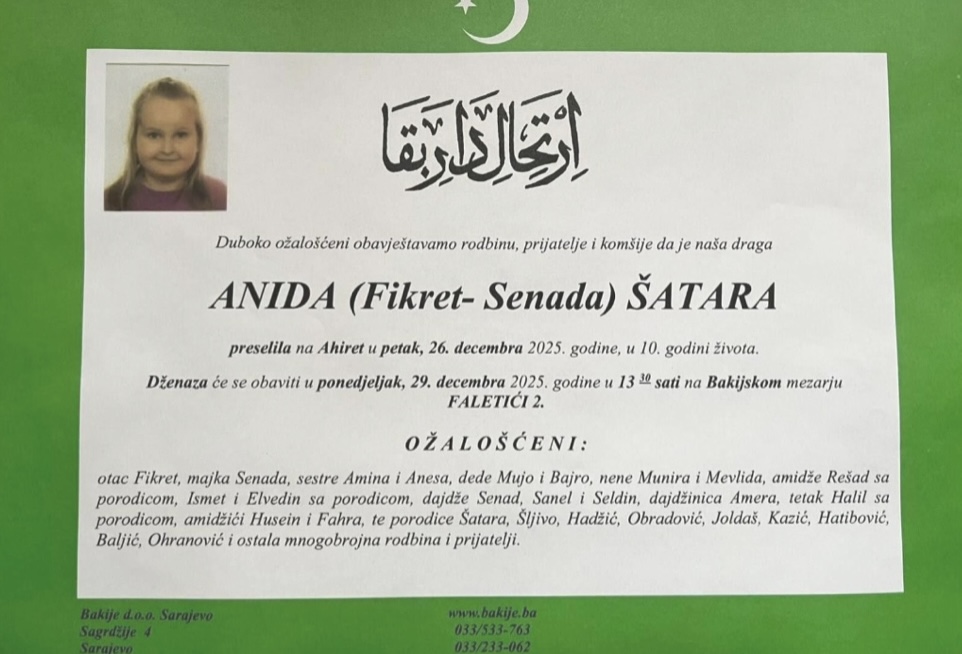 اِرْتِحَالِ دَارِبَقَا
Duboko ožalošćeni obavještavamo rodbinu, prijatelje i komšije da je naša draga
ANIDA (Fikret- Senada) ŠATARA
preselila na Ahiret u petak, 26. decembra 2025. godine, u 10. godini života.
Dženaza će se obaviti u ponedjeljak, 29. decembra 2025. godine u 13 30 sati na Bakijskom mezarju
FALETIĆI 2.
OŽALOŠĆENI:
otac Fikret, majka Senada, sestre Amina i Anesa, dede Mujo i Bajro, nene Munira i Mevlida, amidže Rešad sa
porodicom, Ismet i Elvedin sa porodicom, dajdže Senad, Sanel i Seldin, dajdžinica Amera, tetak Halil sa
porodicom, amidžići Husein i Fahra, te porodice Šatara, Šljivo, Hadžić, Obradović, Joldaš, Kazić, Hatibović,
Baljić, Ohranović i ostala mnogobrojna rodbina i prijatelji.
Bakije d.o.o. Sarajevo
Sagrdžije 4
Sarajevo
www.bakije.ba
033/533-763
033/233-062